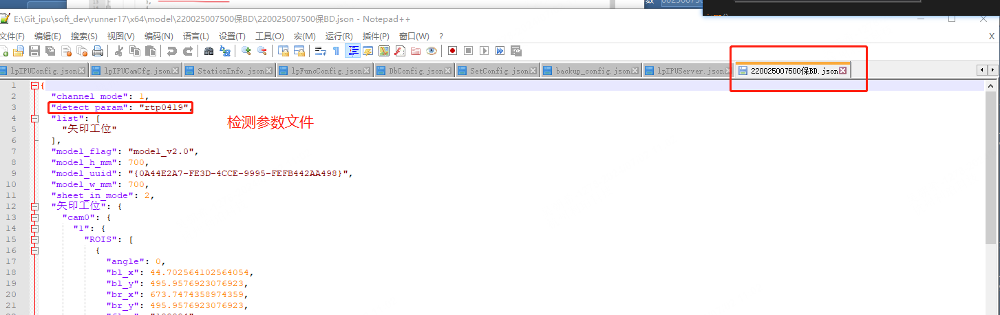 E:\Git_ipu\soft_dev\runner17\x64\model\220025007500保BD\220025007500保BD.json - Notepad++
文件(F) 编辑(E) 搜索(S) 视图(V) 编码(N) 语言(L) 设置(T) 工具(O) 宏(M) 运行(R) 插件(P) 窗口(W) ? X
lpIPUConfig.json lpIPUCamCfg.json StationInfo.json lpFuncConfig.json DbConfig.json SetConfig.json backup_config.json lpIPUServer.json 220025007500保BD.json
1 {
2 "channel_mode": 1,
3 "detect_param": "rtp0419",
4 "list": [
检测参数文件
5 "矢印工位"
6 ],
7 "model_flag": "model_v2.0",
8 "model_h_mm": 700,
9 "model_uuid": "{0A44E2A7-FE3D-4CCE-9995-FEFB442AA498}",
10 "model_w_mm": 700,
11 "sheet_in_mode": 2,
12 "矢印工位": {
13 "cam0": {
14 "1": {
15 "ROIS": [
16 {
17 "angle": 0,
18 "bl_x": 44.702564102564054,
19 "bl_y": 495.9576923076923,
20 "br_x": 673.7474358974359,
21 "br_y": 495.9576923076923,